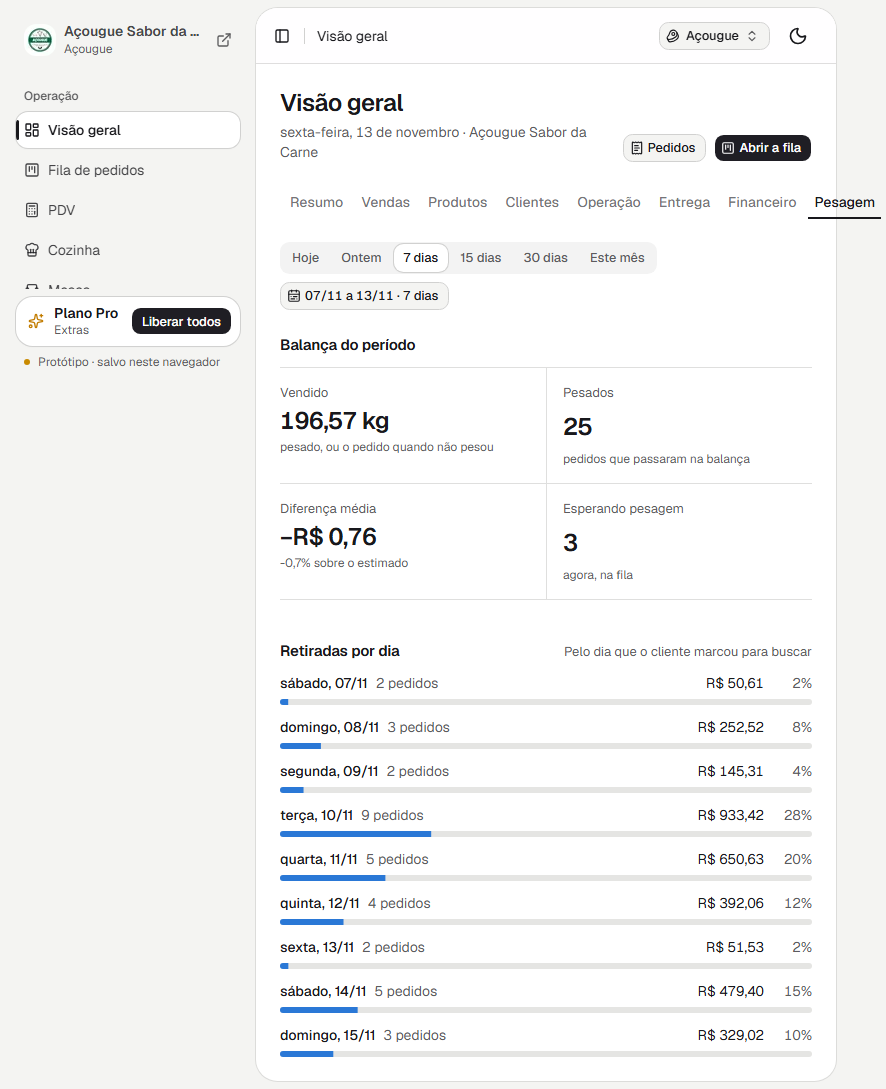 Açougue Sabor da ...
Açougue
Operação
Visão geral
Fila de pedidos
PDV
Cozinha
Mesas
Plano Pro
Extras
Liberar todos
Protótipo · salvo neste navegador
Visão geral
Açougue
Visão geral
sexta-feira, 13 de novembro · Açougue Sabor da
Carne
Pedidos
Abrir a fila
Resumo Vendas Produtos Clientes Operação Entrega Financeiro Pesagem
Hoje Ontem 7 dias 15 dias 30 dias Este mês
07/11 a 13/11 · 7 dias
Balança do período
Vendido
196,57 kg
pesado, ou o pedido quando não pesou
Pesados
25
pedidos que passaram na balança
Diferença média
−R$ 0,76
-0,7% sobre o estimado
Esperando pesagem
3
agora, na fila
Retiradas por dia Pelo dia que o cliente marcou para buscar
sábado, 07/11 2 pedidos R$ 50,61 2%
domingo, 08/11 3 pedidos R$ 252,52 8%
segunda, 09/11 2 pedidos R$ 145,31 4%
terça, 10/11 9 pedidos R$ 933,42 28%
quarta, 11/11 5 pedidos R$ 650,63 20%
quinta, 12/11 4 pedidos R$ 392,06 12%
sexta, 13/11 2 pedidos R$ 51,53 2%
sábado, 14/11 5 pedidos R$ 479,40 15%
domingo, 15/11 3 pedidos R$ 329,02 10%